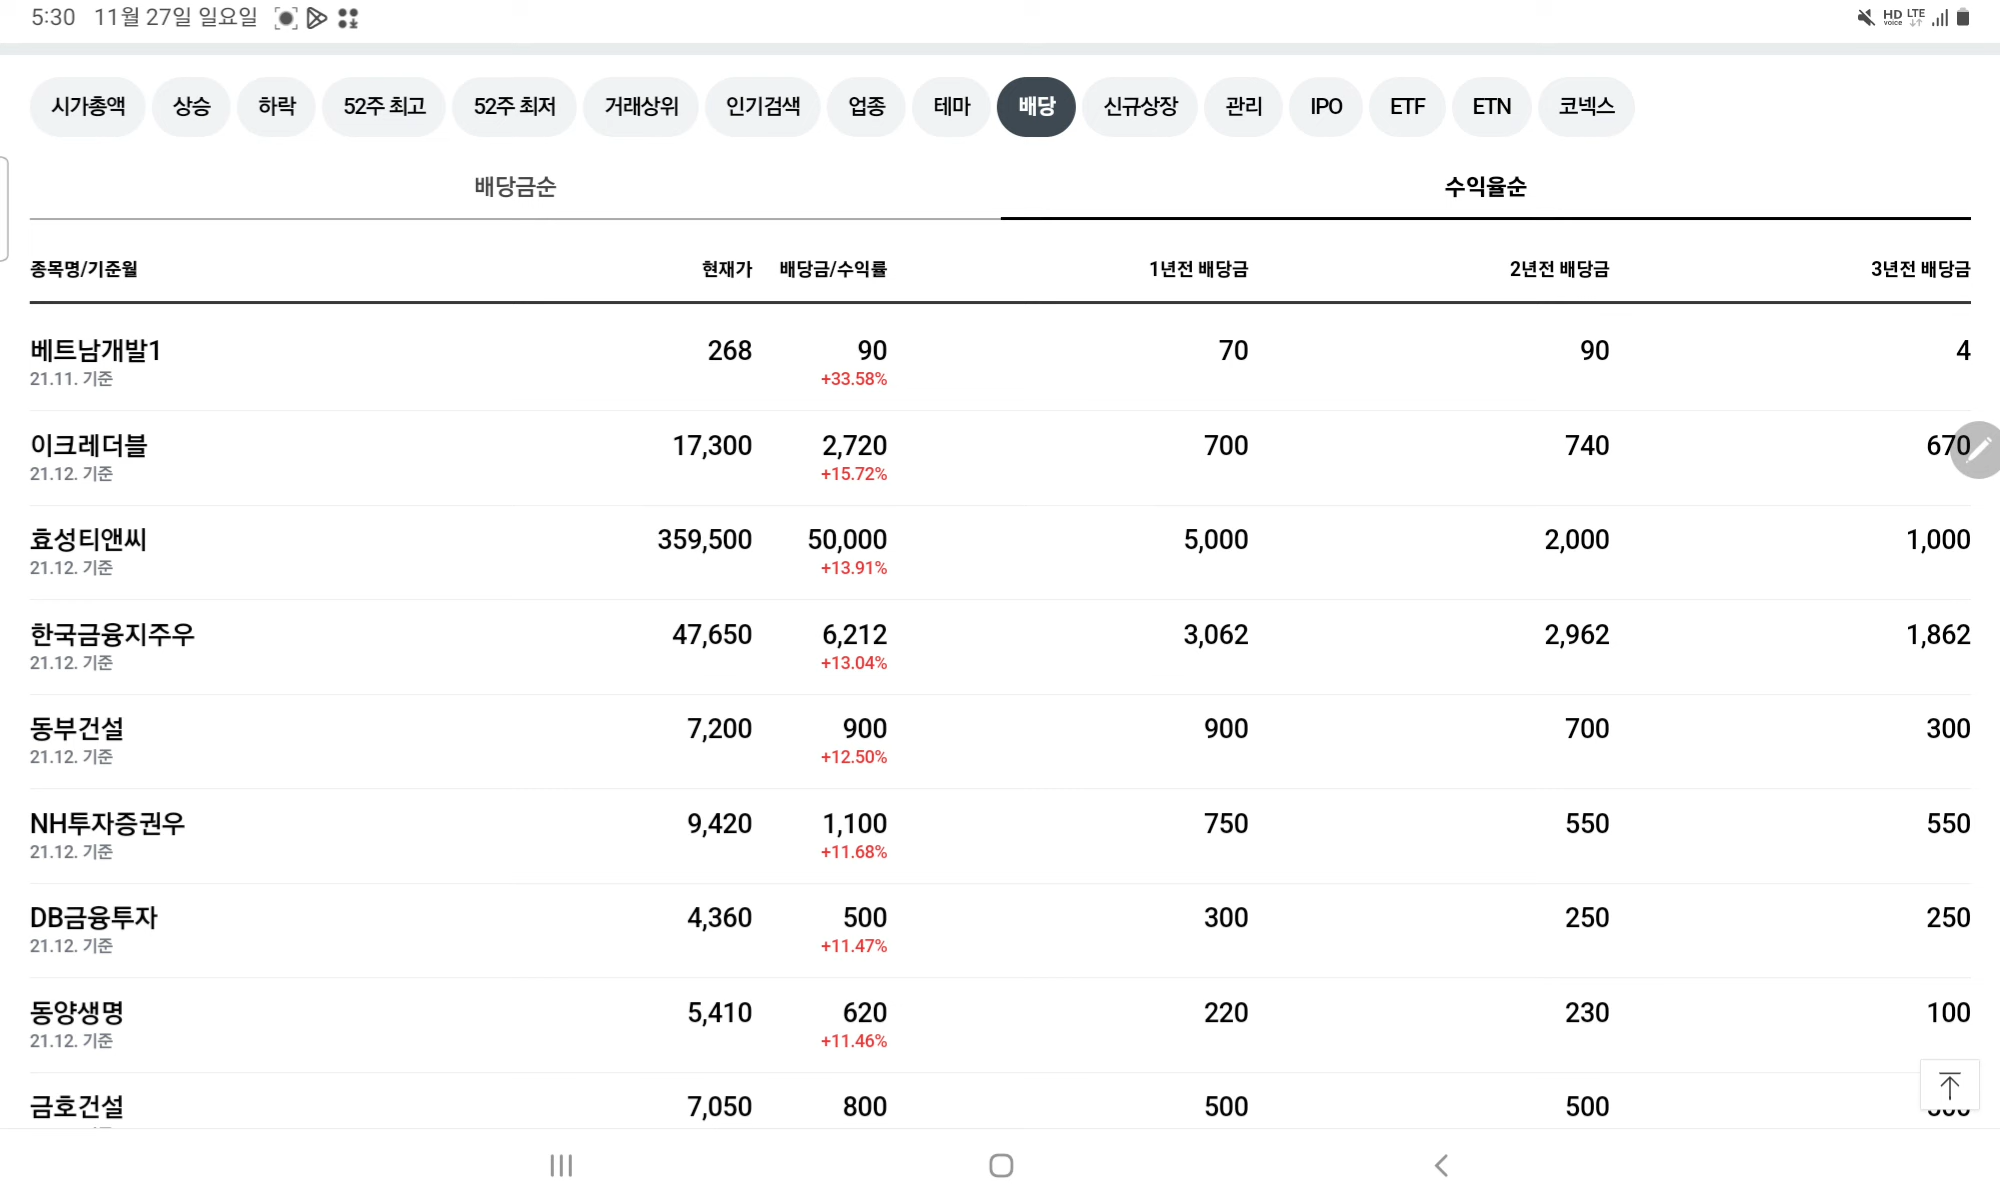 5:30 11월 27일 일요일 HD voice LTE
시가총액 상승 하락 52주 최고 52주 최저 거래상위 인기검색 업종 테마 배당 신규상장 관리 IPO ETF ETN 코넥스
배당금순 수익율순
종목명/기준월 현재가 배당금/수익률 1년전 배당금 2년전 배당금 3년전 배당금
베트남개발1 268 90 70 90 4
21.11. 기준 +33.58%
이크레더블 17,300 2,720 700 740 670
21.12. 기준 +15.72%
효성티앤씨 359,500 50,000 5,000 2,000 1,000
21.12. 기준 +13.91%
한국금융지주우 47,650 6,212 3,062 2,962 1,862
21.12. 기준 +13.04%
동부건설 7,200 900 900 700 300
21.12. 기준 +12.50%
NH투자증권우 9,420 1,100 750 550 550
21.12. 기준 +11.68%
DB금융투자 4,360 500 300 250 250
21.12. 기준 +11.47%
동양생명 5,410 620 220 230 100
21.12. 기준 +11.46%
금호건설 7,050 800 500 500